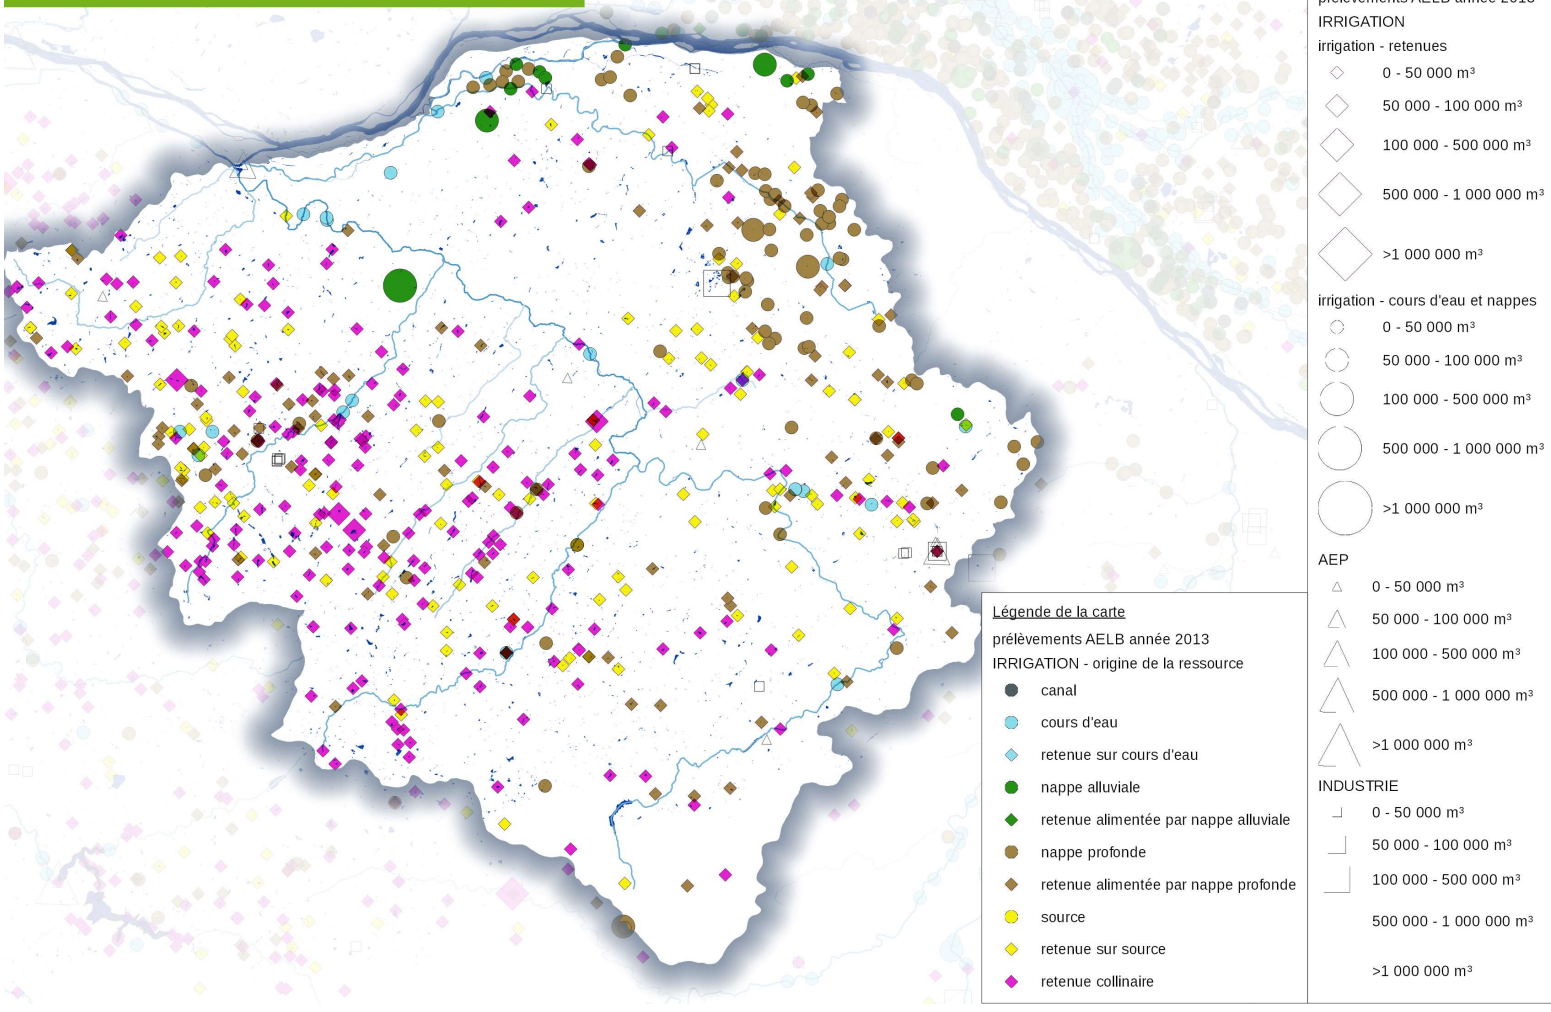 prélèvements AELB année 2013
IRRIGATION
irrigation - retenues
0 - 50 000 m³
50 000 - 100 000 m³
100 000 - 500 000 m³
500 000 - 1 000 000 m³
>1 000 000 m³
irrigation - cours d'eau et nappes
0 - 50 000 m³
50 000 - 100 000 m³
100 000 - 500 000 m³
500 000 - 1 000 000 m³
>1 000 000 m³
AEP
0 - 50 000 m³
50 000 - 100 000 m³
100 000 - 500 000 m³
500 000 - 1 000 000 m³
>1 000 000 m³
INDUSTRIE
0 - 50 000 m³
50 000 - 100 000 m³
100 000 - 500 000 m³
500 000 - 1 000 000 m³
>1 000 000 m³
Légende de la carte
prélèvements AELB année 2013
IRRIGATION - origine de la ressource
canal
cours d'eau
retenue sur cours d'eau
nappe alluviale
retenue alimentée par nappe alluviale
nappe profonde
retenue alimentée par nappe profonde
source
retenue sur source
retenue collinaire